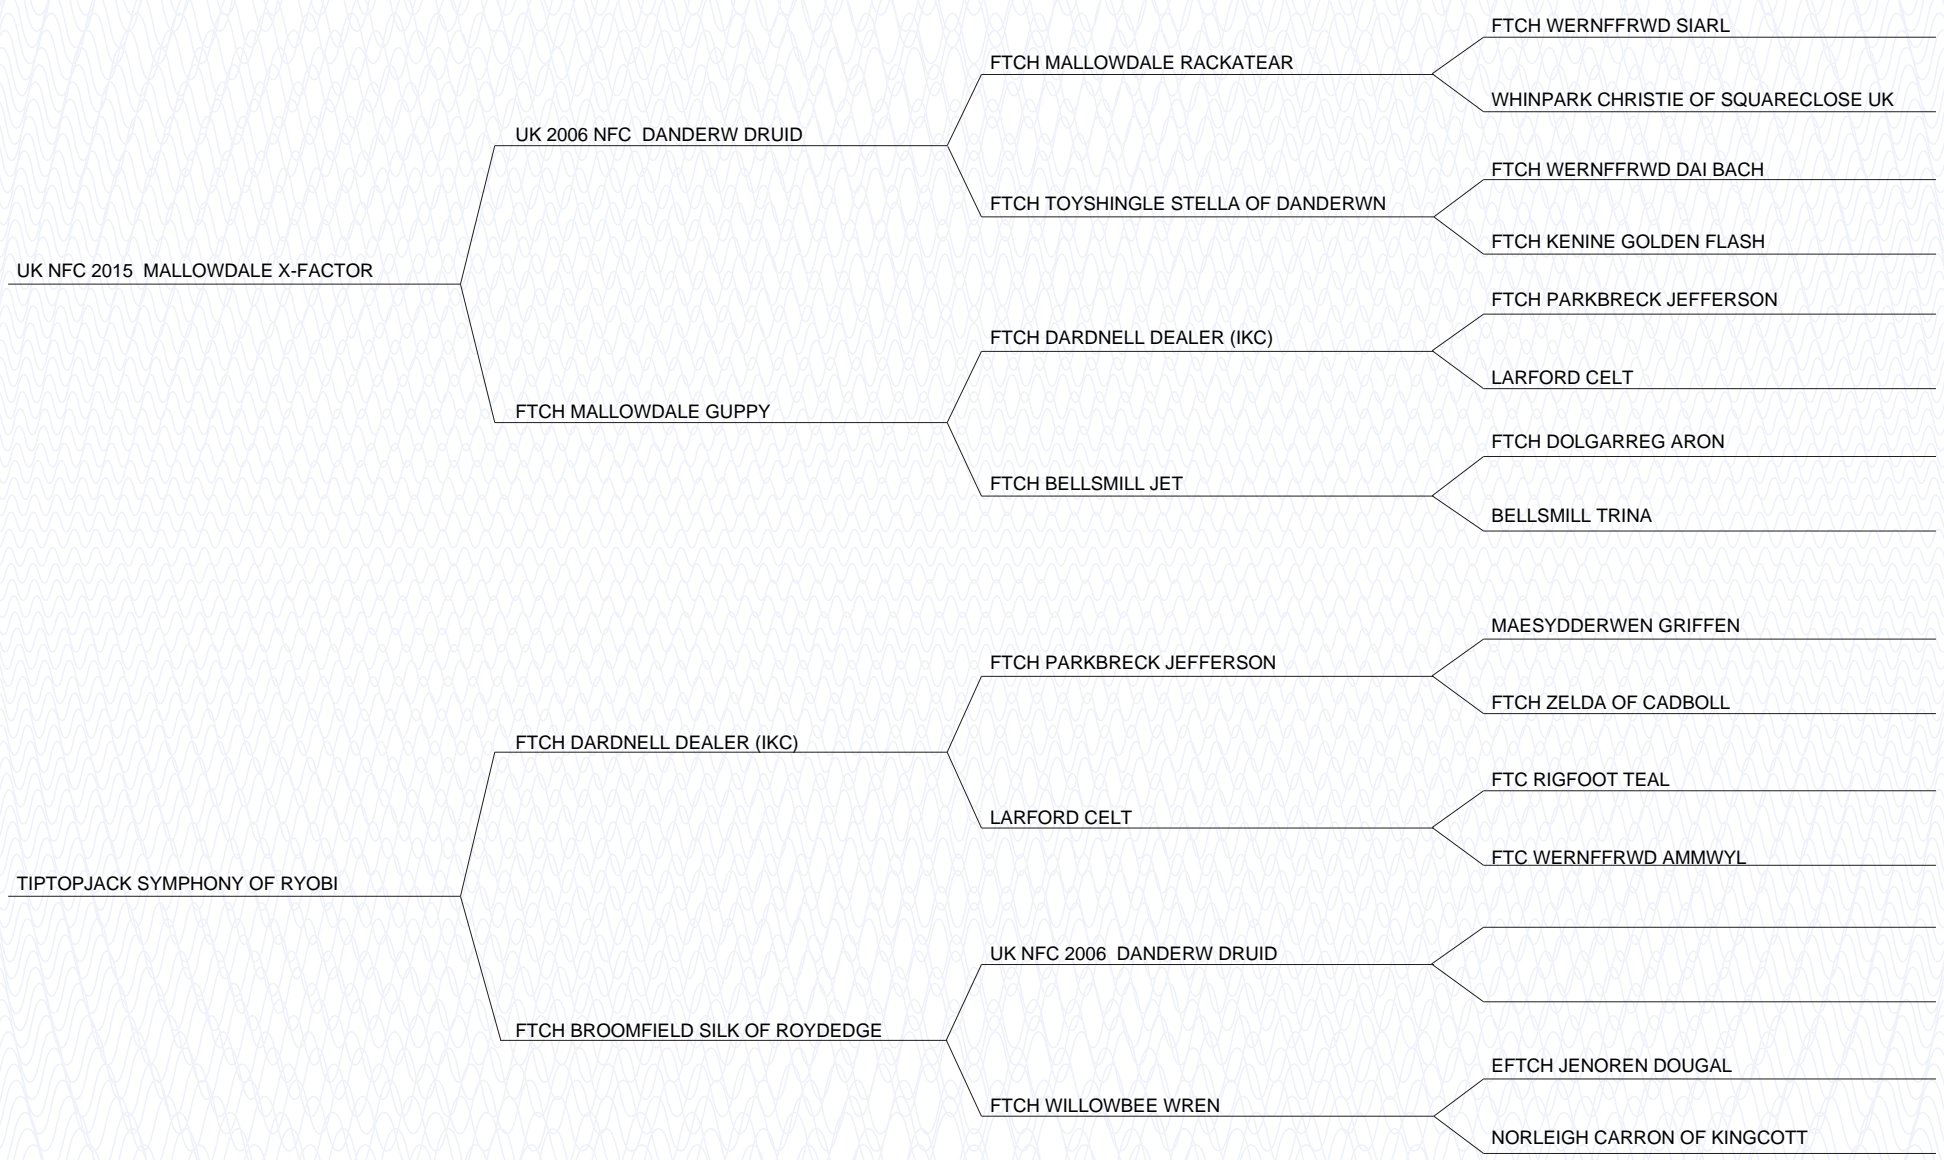 FTCH WERNFFRWD SIARL
FTCH MALLOWDALE RACKATEAR
WHINPARK CHRISTIE OF SQUARECLOSE UK
UK 2006 NFC  DANDERW DRUID
FTCH WERNFFRWD DAI BACH
FTCH TOYSHINGLE STELLA OF DANDERWN
FTCH KENINE GOLDEN FLASH
UK NFC 2015  MALLOWDALE X-FACTOR
FTCH PARKBRECK JEFFERSON
FTCH DARDNELL DEALER (IKC)
LARFORD CELT
FTCH MALLOWDALE GUPPY
FTCH DOLGARREG ARON
FTCH BELLSMILL JET
BELLSMILL TRINA
MAESYDDERWEN GRIFFEN
FTCH PARKBRECK JEFFERSON
FTCH ZELDA OF CADBOLL
FTCH DARDNELL DEALER (IKC)
FTC RIGFOOT TEAL
LARFORD CELT
FTC WERNFFRWD AMMWYL
TIPTOPJACK SYMPHONY OF RYOBI
UK NFC 2006  DANDERW DRUID
FTCH BROOMFIELD SILK OF ROYDEDGE
EFTCH JENOREN DOUGAL
FTCH WILLOWBEE WREN
NORLEIGH CARRON OF KINGCOTT